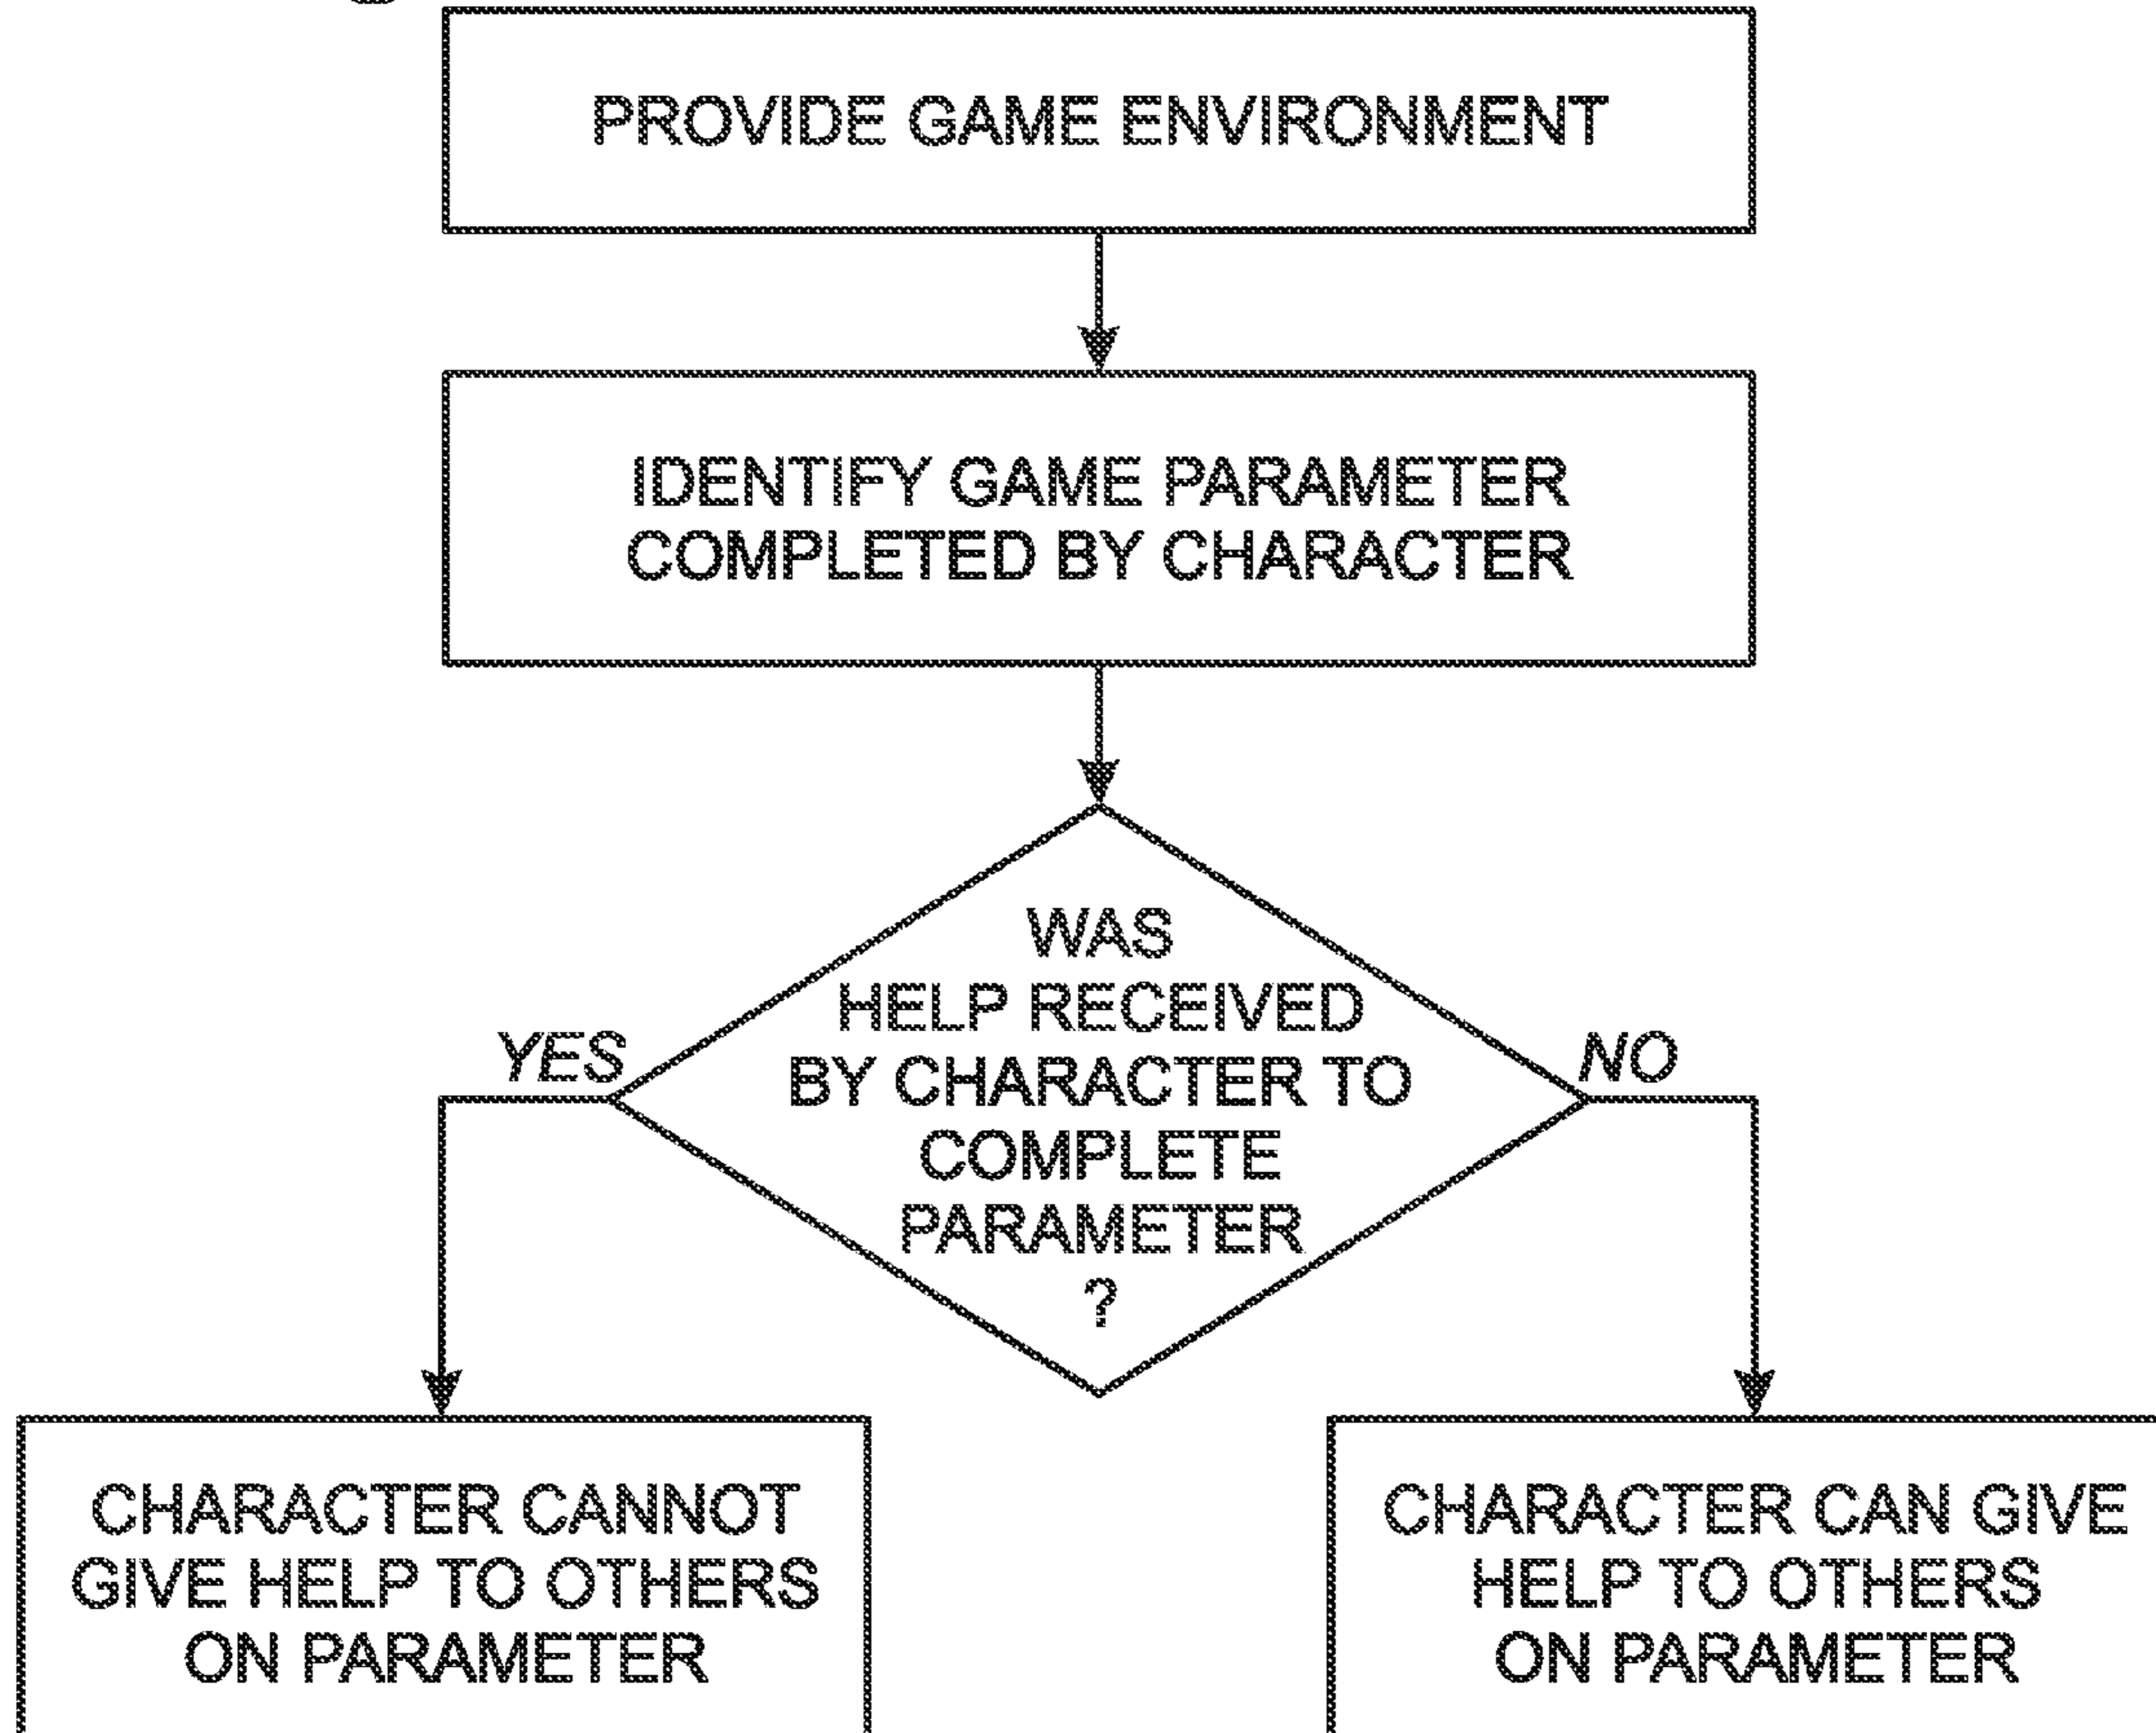 PROVIDE GAME ENVIRONMENT
IDENTIFY GAME PARAMETER
COMPLETED BY CHARACTER
WAS
HELP RECEIVED
BY CHARACTER TO
COMPLETE
PARAMETER
?
YES
NO
CHARACTER CANNOT
GIVE HELP TO OTHERS
ON PARAMETER
CHARACTER CAN GIVE
HELP TO OTHERS
ON PARAMETER